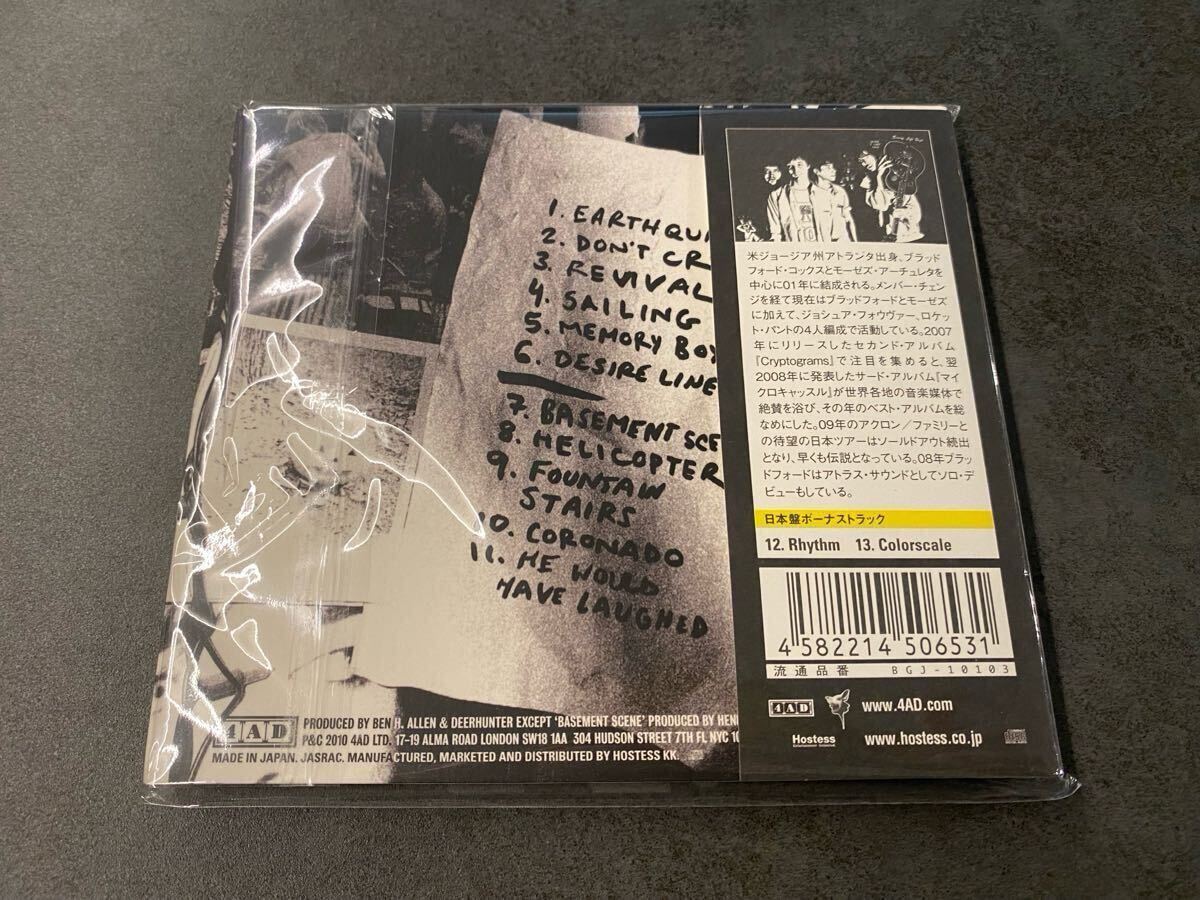 1. EARTHQU
2. DON'T CR
3. REVIVAL
4. SAILING
5. MEMORY BOY
6. DESIRE LINE
7. BASEMENT SCE
8. HELICOPTER
9. FOUNTAIN
STAIRS
10. CORONADO
11. HE WOULD
HAVE LAUGHED
4AD
PRODUCED BY BEN H. ALLEN & DEERHUNTER EXCEPT 'BASEMENT SCENE' PRODUCED BY HEN
P&C 2010 4AD LTD. 17-19 ALMA ROAD LONDON SW18 1AA 304 HUDSON STREET 7TH FL NYC 10
MADE IN JAPAN. JASRAC. MANUFACTURED, MARKETED AND DISTRIBUTED BY HOSTESS KK.
米ジョージア州アトランタ出身、ブラッド
フォード・コックスとモーゼズ・アーチュレタを
中心に01年に結成される。メンバー・チェン
ジを経て現在はブラッドフォードとモーゼズ
に加えて、ジョシュア・フォウヴァー、ロケッ
ト・パントの4人編成で活動している。2007
年にリリースしたセカンド・アルバム
『Cryptograms』で注目を集めると、翌
2008年に発表したサード・アルバム『マイ
クロキャッスル』が世界各地の音楽媒体で
絶賛を浴び、その年のベスト・アルバムを総
なめにした。09年のアクロン／ファミリーと
の待望の日本ツアーはソールドアウト続出
となり、早くも伝説となっている。08年ブラッ
ドフォードはアトラス・サウンドとしてソロ・デ
ビューもしている。
日本盤ボーナストラック
12. Rhythm 13. Colorscale
4 582214 506531
流通品番 BGJ-10103
4AD www.4AD.com
Hostess www.hostess.co.jp